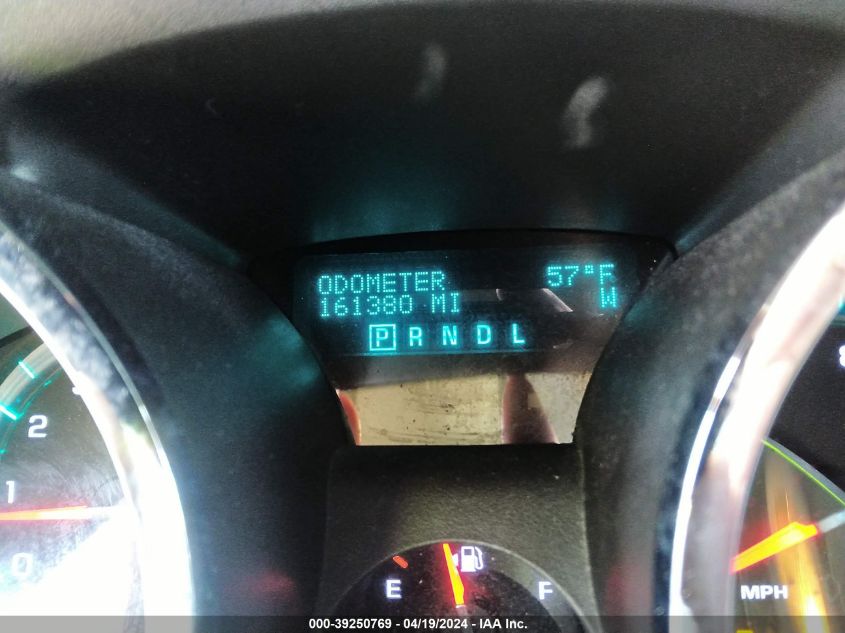 ODOMETER 57°F
161380 MI W
P R N D L
2
1
0
E F
MPH
000-39250769 - 04/19/2024 - IAA Inc.